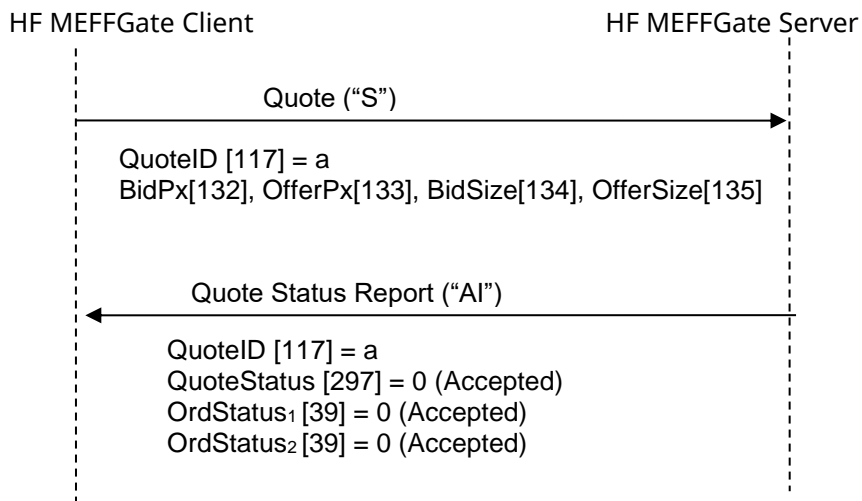 HF MEFFGate Client
HF MEFFGate Server
Quote (“S”)
QuoteID [117] = a
BidPx[132], OfferPx[133], BidSize[134], OfferSize[135]
Quote Status Report (“AI”)
QuoteID [117] = a
QuoteStatus [297] = 0 (Accepted)
OrdStatus1 [39] = 0 (Accepted)
OrdStatus2 [39] = 0 (Accepted)